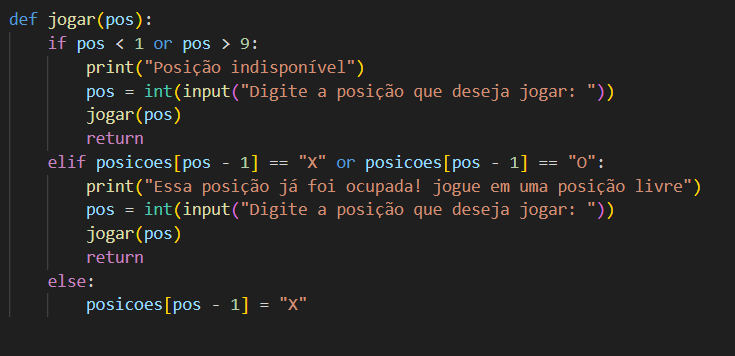 def jogar(pos):
    if pos < 1 or pos > 9:
        print("Posição indisponível")
        pos = int(input("Digite a posição que deseja jogar: "))
        jogar(pos)
        return
    elif posicoes[pos - 1] == "X" or posicoes[pos - 1] == "O":
        print("Essa posição já foi ocupada! jogue em uma posição livre")
        pos = int(input("Digite a posição que deseja jogar: "))
        jogar(pos)
        return
    else:
        posicoes[pos - 1] = "X"